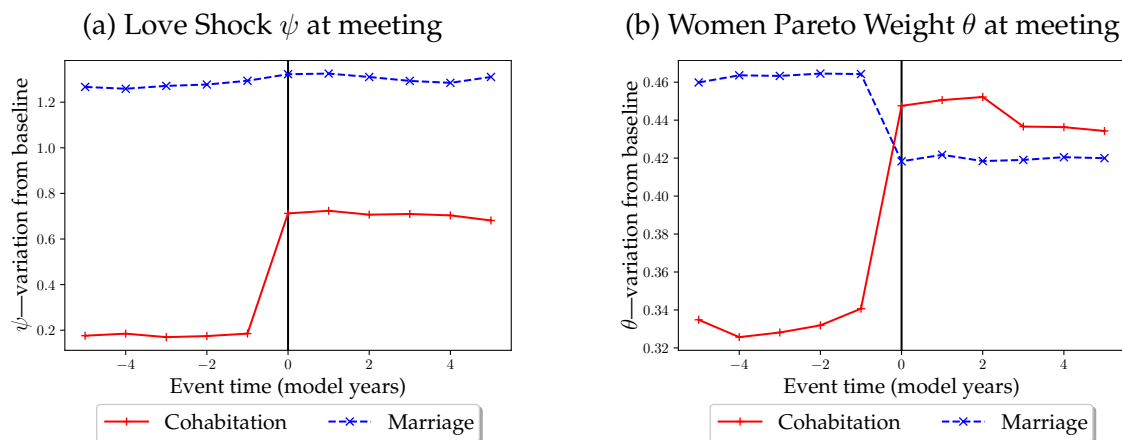 (a) Love Shock ψ at meeting
ψ—variation from baseline
1.2
1.0
0.8
0.6
0.4
0.2
−4
−2
0
2
4
Event time (model years)
Cohabitation
Marriage
(b) Women Pareto Weight θ at meeting
θ—variation from baseline
0.46
0.44
0.42
0.40
0.38
0.36
0.34
0.32
−4
−2
0
2
4
Event time (model years)
Cohabitation
Marriage